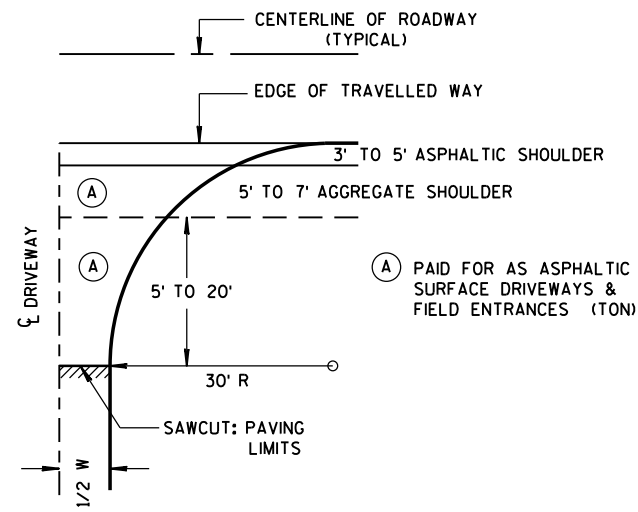 CENTERLINE OF ROADWAY
(TYPICAL)
EDGE OF TRAVELLED WAY
3' TO 5' ASPHALTIC SHOULDER
A
5' TO 7' AGGREGATE SHOULDER
A
℄ DRIVEWAY
5' TO 20'
A PAID FOR AS ASPHALTIC
SURFACE DRIVEWAYS &
FIELD ENTRANCES (TON)
30' R
SAWCUT: PAVING
LIMITS
1/2 W